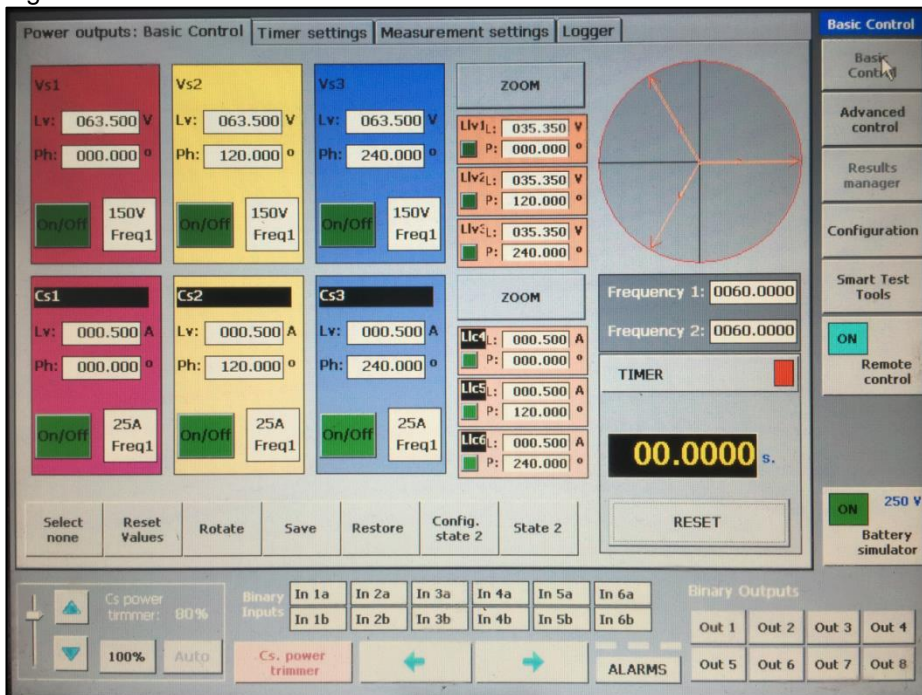 Power outputs: Basic Control
Timer settings
Measurement settings
Logger
Vs1
Lv: 063.500 V
Ph: 000.000 º
On/Off
150V
Freq1
Vs2
Lv: 063.500 V
Ph: 120.000 º
On/Off
150V
Freq1
Vs3
Lv: 063.500 V
Ph: 240.000 º
On/Off
150V
Freq1
ZOOM
Llv1 L: 035.350 V
P: 000.000 º
Llv2 L: 035.350 V
P: 120.000 º
Llv3 L: 035.350 V
P: 240.000 º
Cs1
Lv: 000.500 A
Ph: 000.000 º
On/Off
25A
Freq1
Cs2
Lv: 000.500 A
Ph: 120.000 º
On/Off
25A
Freq1
Cs3
Lv: 000.500 A
Ph: 240.000 º
On/Off
25A
Freq1
ZOOM
Llc4 L: 000.500 A
P: 000.000 º
Llc5 L: 000.500 A
P: 120.000 º
Llc6 L: 000.500 A
P: 240.000 º
Frequency 1: 0060.0000
Frequency 2: 0060.0000
TIMER
00.0000 s.
RESET
Select
none
Reset
Values
Rotate
Save
Restore
Config.
state 2
State 2
Basic Control
Basic
Control
Advanced
control
Results
manager
Configuration
Smart Test
Tools
ON
Remote
control
ON 250 V
Battery
simulator
Cs power
trimmer: 80%
100%
Auto
Binary
Inputs
In 1a In 2a In 3a In 4a In 5a In 6a
In 1b In 2b In 3b In 4b In 5b In 6b
Cs. power
trimmer
ALARMS
Binary Outputs
Out 1 Out 2 Out 3 Out 4
Out 5 Out 6 Out 7 Out 8